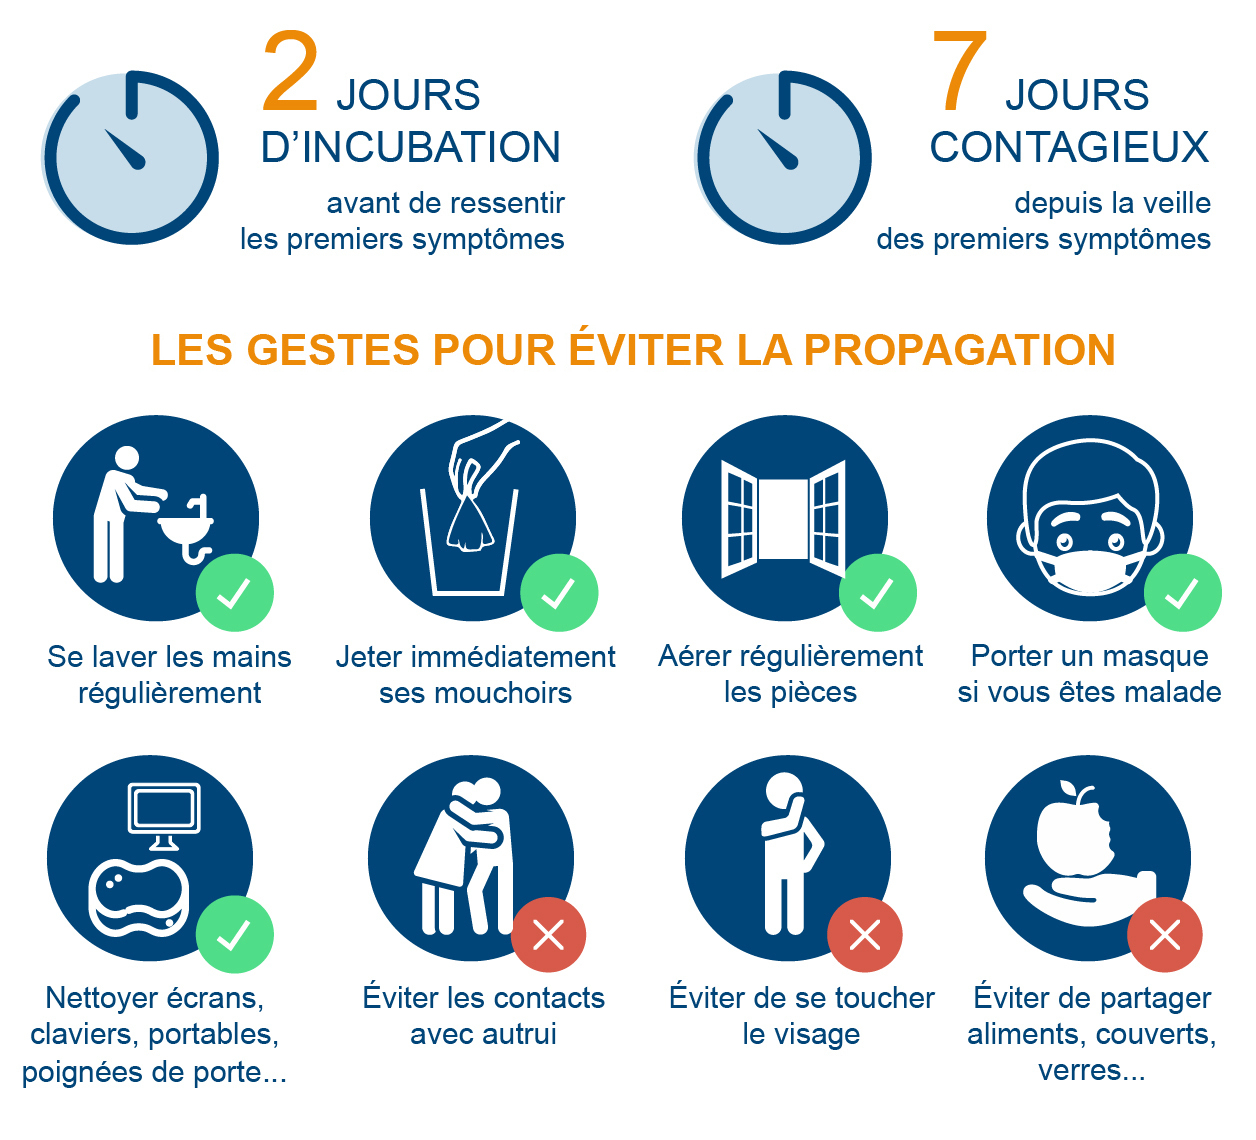 2 JOURS
D'INCUBATION
avant de ressentir
les premiers symptômes
7 JOURS
CONTAGIEUX
depuis la veille
des premiers symptômes
LES GESTES POUR ÉVITER LA PROPAGATION
Se laver les mains
régulièrement
Jeter immédiatement
ses mouchoirs
Aérer régulièrement
les pièces
Porter un masque
si vous êtes malade
Nettoyer écrans,
claviers, portables,
poignées de porte...
Éviter les contacts
avec autrui
Éviter de se toucher
le visage
Éviter de partager
aliments, couverts,
verres...